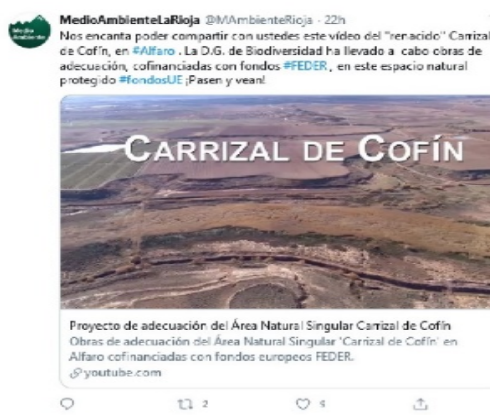 MedioAmbienteLaRioja @MAmbienteRioja · 22h
Nos encanta poder compartir con ustedes este vídeo del "renacido" Carrizal
de Cofín, en #Alfaro . La D.G. de Biodiversidad ha llevado a cabo obras de
adecuación, cofinanciadas con fondos #FEDER, en este espacio natural
protegido #fondosUE ¡Pasen y vean!
Medio
Ambiente
CARRIZAL DE COFÍN
Proyecto de adecuación del Área Natural Singular Carrizal de Cofín
Obras de adecuación del Área Natural Singular 'Carrizal de Cofín' en
Alfaro cofinanciadas con fondos europeos FEDER.
youtube.com
2